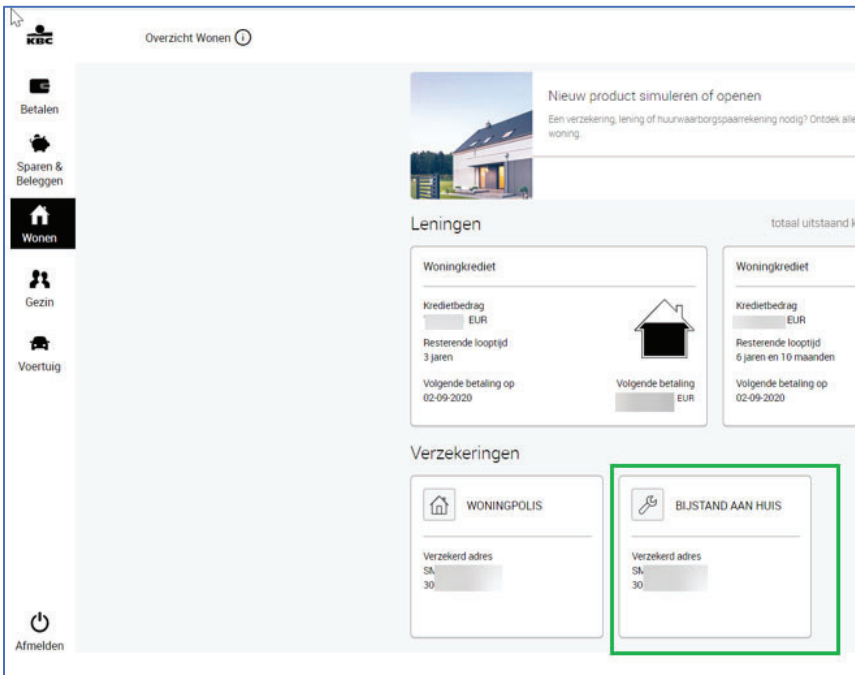 KBC
Overzicht Wonen i
Betalen
Sparen &
Beleggen
Wonen
Gezin
Voertuig
Afmelden
Nieuw product simuleren of openen
Een verzekering, lening of huurwaarborgspaarrekening nodig? Ontdek alle
woning.
Leningen
totaal uitstaand k
Woningkrediet
Kredietbedrag
EUR
Resterende looptijd
3 jaren
Volgende betaling op
02-09-2020
Volgende betaling
EUR
Woningkrediet
Kredietbedrag
EUR
Resterende looptijd
6 jaren en 10 maanden
Volgende betaling op
02-09-2020
Verzekeringen
WONINGPOLIS
Verzekerd adres
30
BIJSTAND AAN HUIS
Verzekerd adres
30